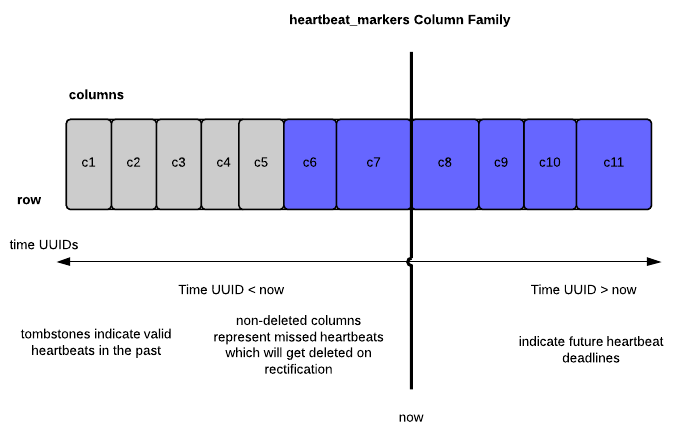 heartbeat_markers Column Family
columns
c1 c2 c3 c4 c5 c6 c7 c8 c9 c10 c11
row
time UUIDs
Time UUID < now
Time UUID > now
tombstones indicate valid
heartbeats in the past
non-deleted columns
represent missed heartbeats
which will get deleted on
rectification
indicate future heartbeat
deadlines
now